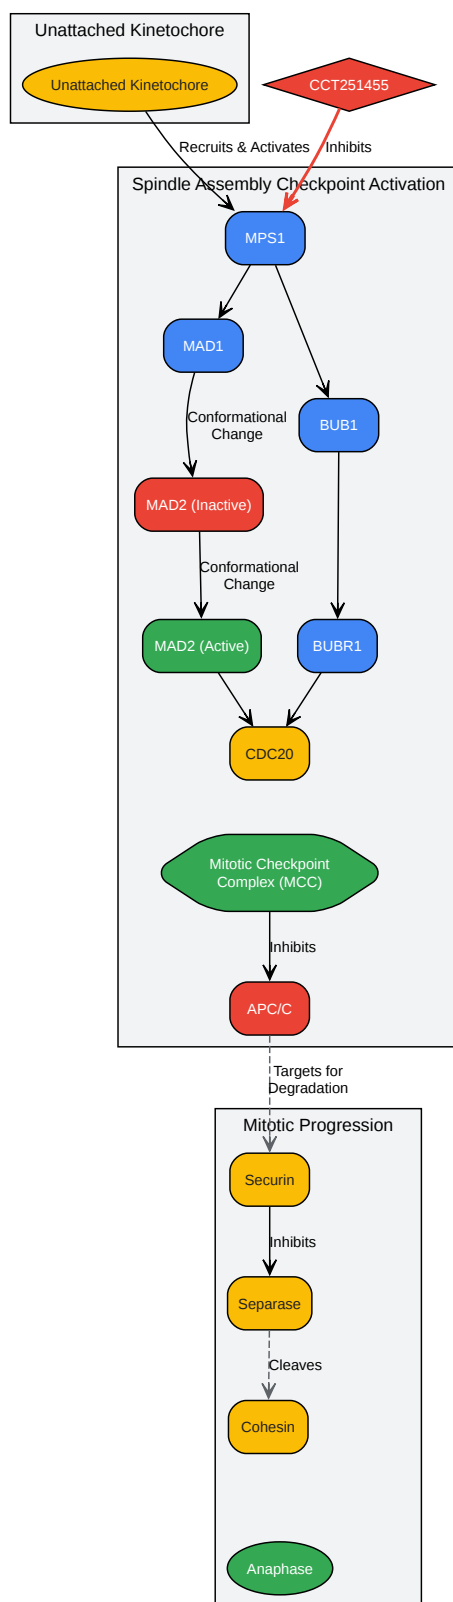 Unattached Kinetochore
Unattached Kinetochore
CCT251455
Recruits & Activates
Inhibits
Spindle Assembly Checkpoint Activation
MPS1
MAD1
BUB1
Conformational
Change
MAD2 (Inactive)
Conformational
Change
MAD2 (Active)
BUBR1
CDC20
Mitotic Checkpoint
Complex (MCC)
Inhibits
APC/C
Targets for
Degradation
Mitotic Progression
Securin
Inhibits
Separase
Cleaves
Cohesin
Anaphase